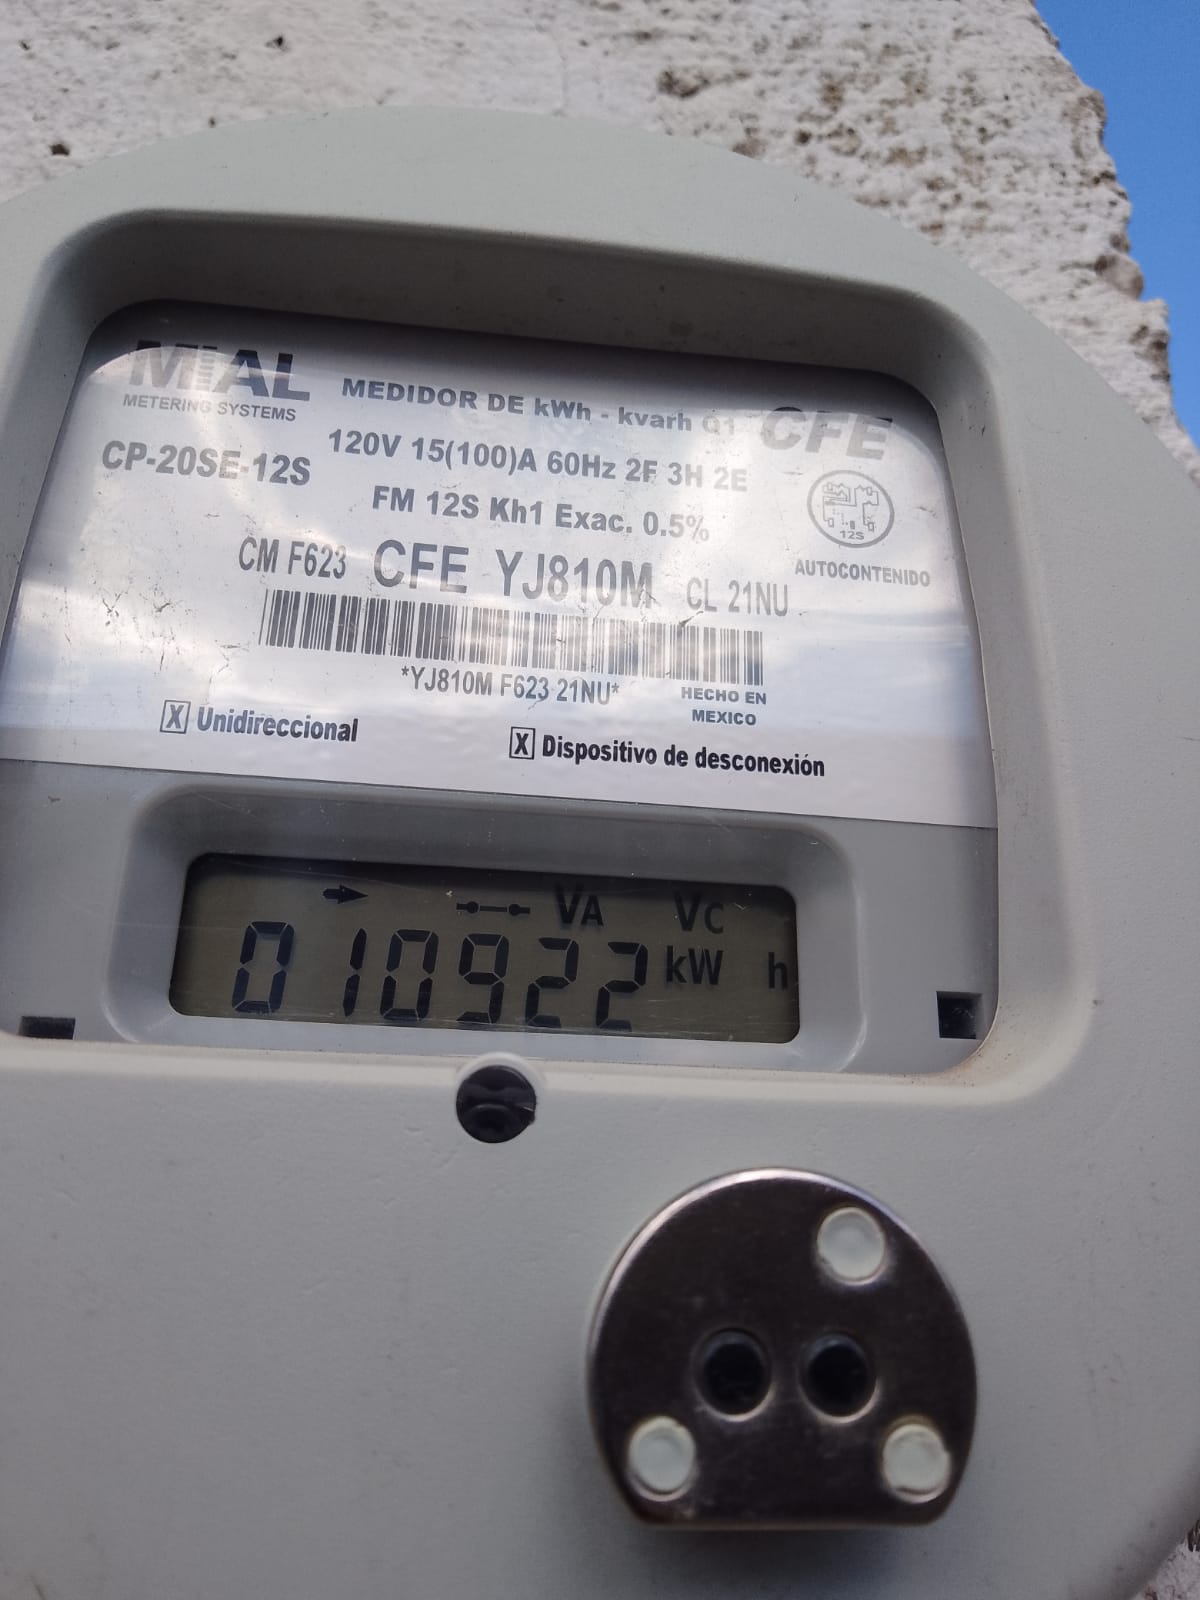 MIAL
METERING SYSTEMS
MEDIDOR DE kWh - kvarh Q1
CFE
CP-20SE-12S
120V 15(100)A 60Hz 2F 3H 2E
FM 12S Kh1 Exac. 0.5%
12S
AUTOCONTENIDO
CM F623 CFE YJ810M CL 21NU
*YJ810M F623 21NU*
HECHO EN
MEXICO
X Unidireccional
X Dispositivo de desconexión
VA VC
010922 kW h